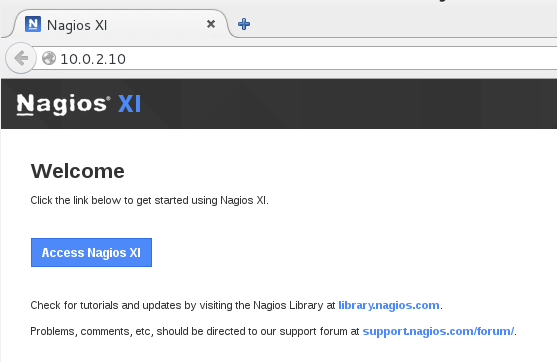 Nagios XI
10.0.2.10
Nagios® XI
Welcome
Click the link below to get started using Nagios XI.
Access Nagios XI
Check for tutorials and updates by visiting the Nagios Library at library.nagios.com.
Problems, comments, etc, should be directed to our support forum at support.nagios.com/forum/.